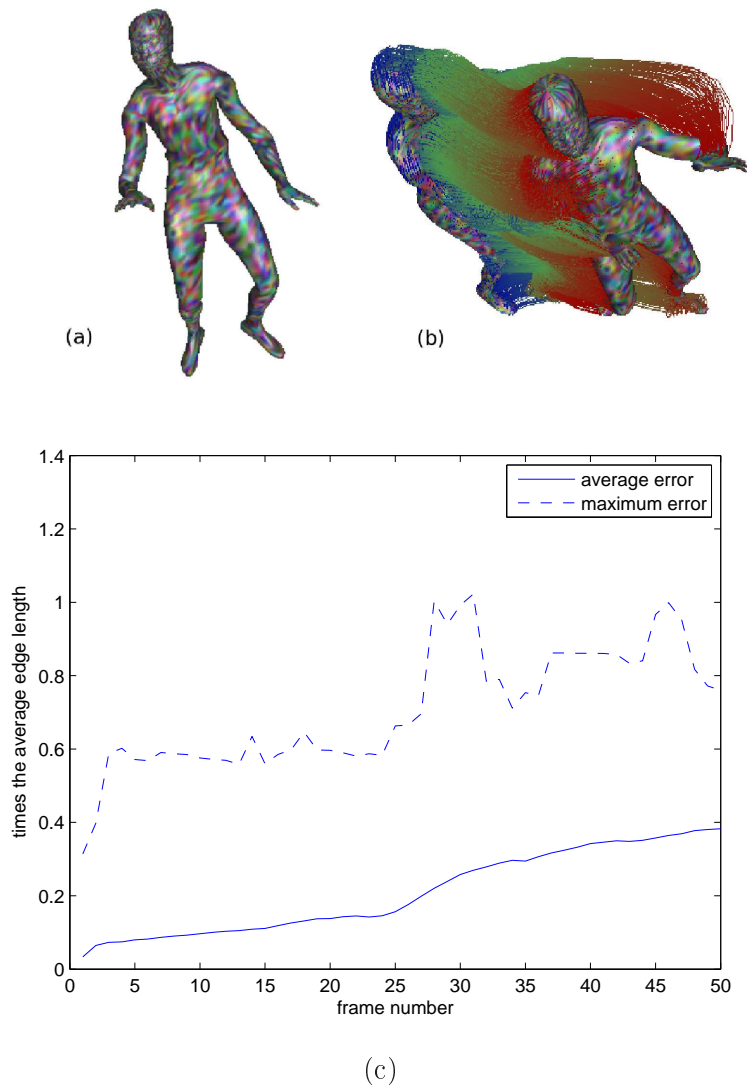 (a)
(b)
1.4
1.2
1
0.8
0.6
0.4
0.2
0
average error
maximum error
times the average edge length
0 5 10 15 20 25 30 35 40 45 50
frame number
(c)